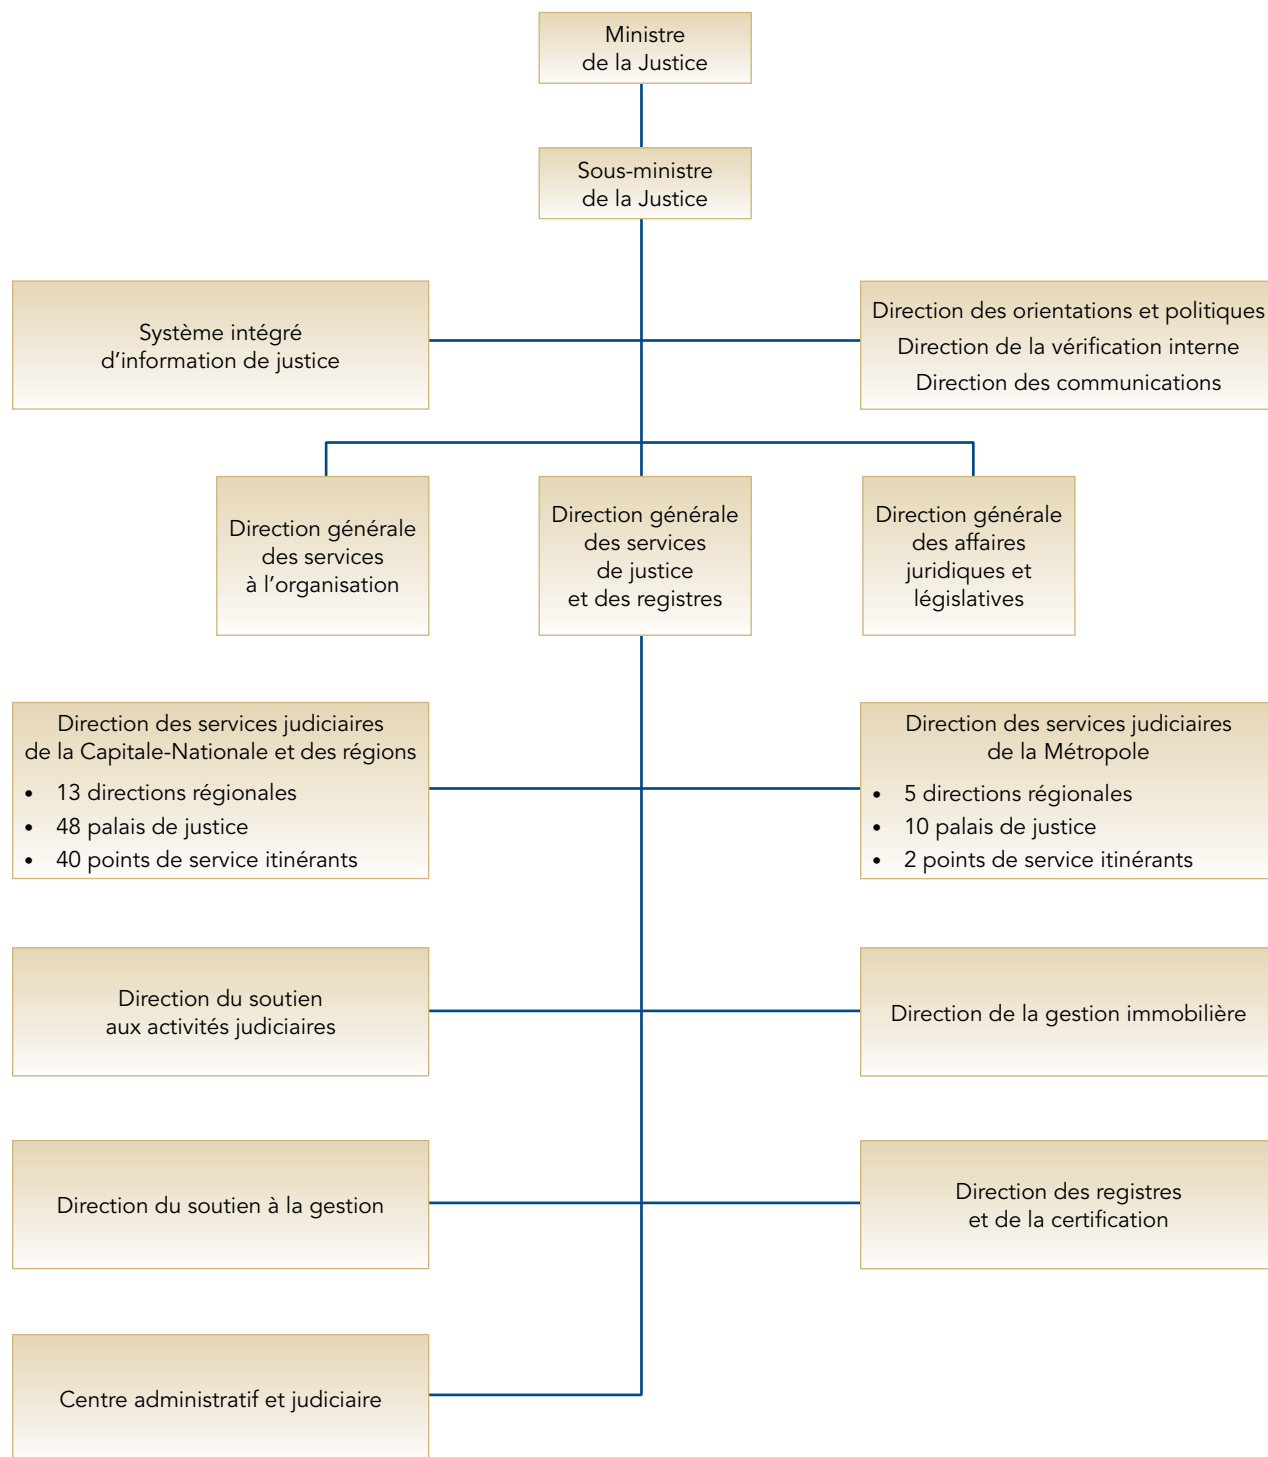 Ministre
de la Justice
Sous-ministre
de la Justice
Système intégré
d'information de justice
Direction des orientations et politiques
Direction de la vérification interne
Direction des communications
Direction générale
des services
à l'organisation
Direction générale
des services
de justice
et des registres
Direction générale
des affaires
juridiques et
législatives
Direction des services judiciaires
de la Capitale-Nationale et des régions
• 13 directions régionales
• 48 palais de justice
• 40 points de service itinérants
Direction des services judiciaires
de la Métropole
• 5 directions régionales
• 10 palais de justice
• 2 points de service itinérants
Direction du soutien
aux activités judiciaires
Direction de la gestion immobilière
Direction du soutien à la gestion
Direction des registres
et de la certification
Centre administratif et judiciaire